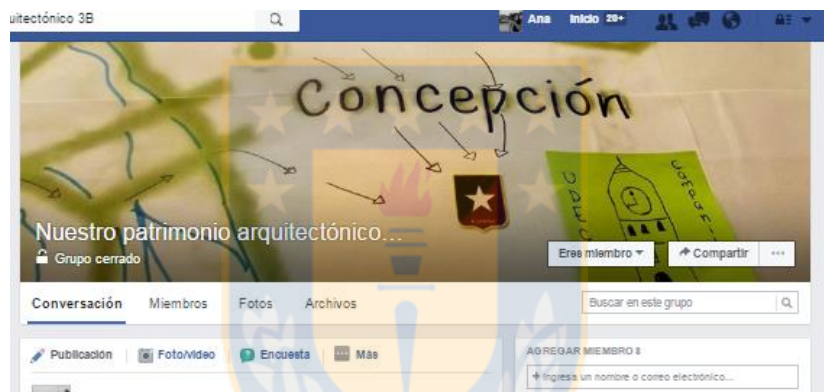 uitectónico 3B
Ana Inicio 20+
Concepción
Nuestro patrimonio arquitectónico...
Grupo cerrado
Eres miembro Compartir ...
Conversación Miembros Fotos Archivos
Buscar en este grupo
Publicación Foto/video Encuesta Más
AGREGAR MIEMBROS
+ Ingresa un nombre o correo electrónico...